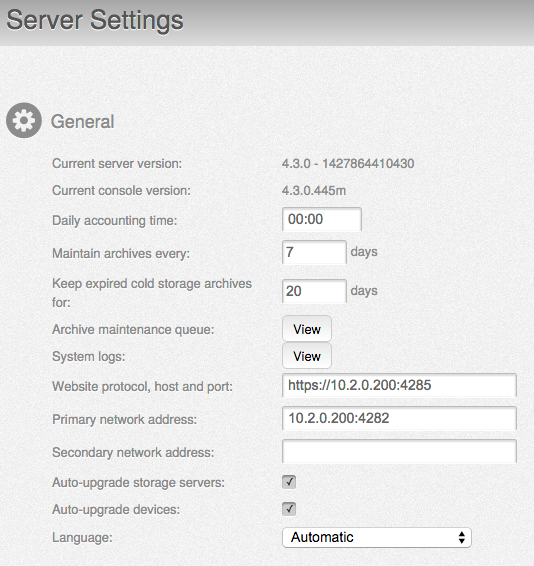 Server Settings
General
Current server version: 4.3.0 - 1427864410430
Current console version: 4.3.0.445m
Daily accounting time: 00:00
Maintain archives every: 7 days
Keep expired cold storage archives
for: 20 days
Archive maintenance queue: View
System logs: View
Website protocol, host and port: https://10.2.0.200:4285
Primary network address: 10.2.0.200:4282
Secondary network address:
Auto-upgrade storage servers:
Auto-upgrade devices:
Language: Automatic